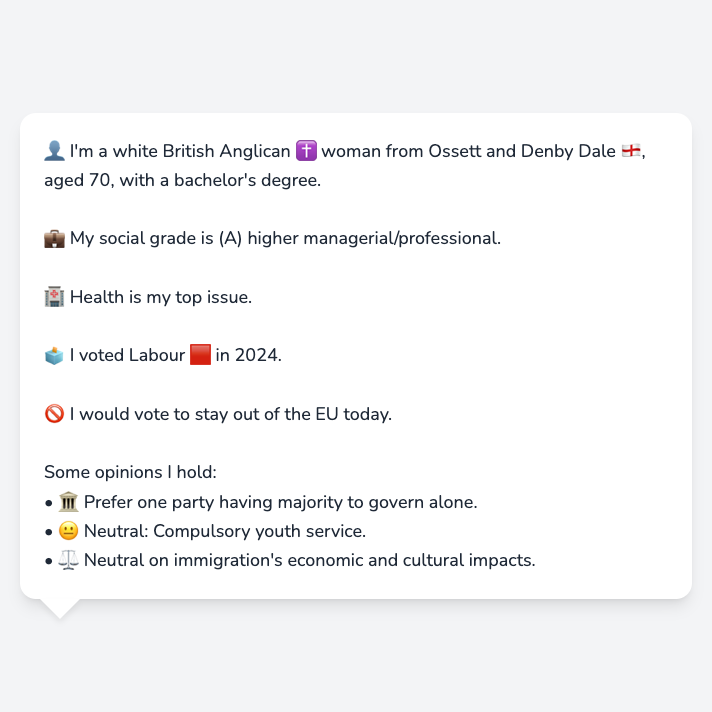 👤 I'm a white British Anglican ✝️ woman from Ossett and Denby Dale 🏴󠁧󠁢󠁥󠁮󠁧󠁿,
aged 70, with a bachelor's degree.
💼 My social grade is (A) higher managerial/professional.
🏥 Health is my top issue.
🗳️ I voted Labour 🟥 in 2024.
🚫 I would vote to stay out of the EU today.
Some opinions I hold:
• 🏛️ Prefer one party having majority to govern alone.
• 😐 Neutral: Compulsory youth service.
• ⚖️ Neutral on immigration's economic and cultural impacts.